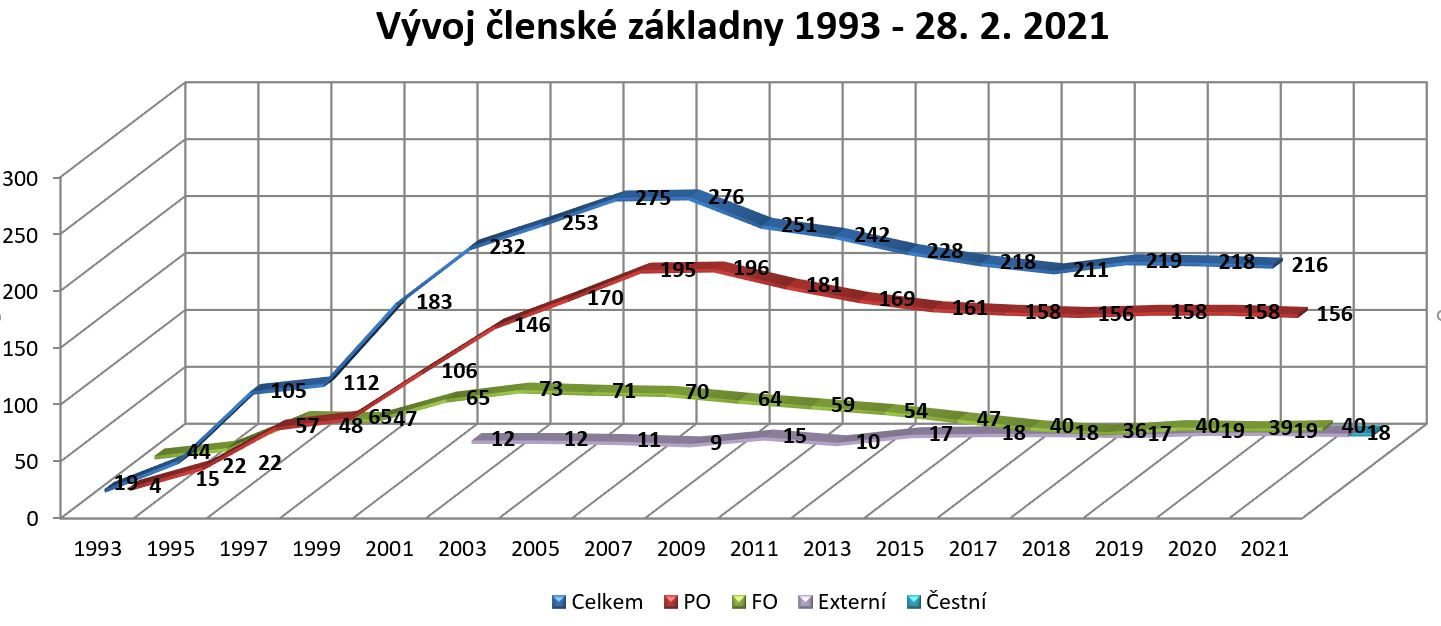 Vývoj členské základny 1993 - 28. 2. 2021
300
250
200
150
100
50
0
19 44 105 112 183 232 253 275 276 251 242 228 218 211 219 218 216
4 22 57 48 106 146 170 195 196 181 169 161 158 156 158 158 156
15 22 65 47 65 73 71 70 64 59 54 47 40 36 40 39 40
12 12 11 9 15 10 17 18 18 17 19 19 18
1993 1995 1997 1999 2001 2003 2005 2007 2009 2011 2013 2015 2017 2018 2019 2020 2021
Celkem PO FO Externí Čestní